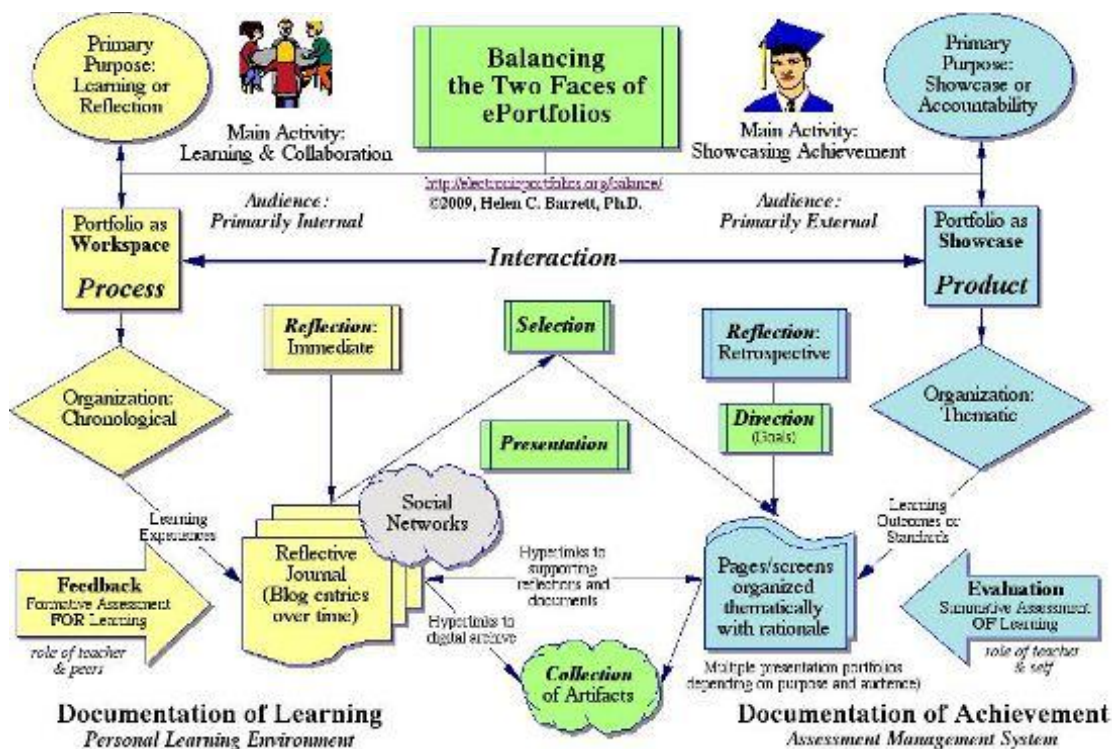 Primary
Purpose:
Learning or
Reflection
Main Activity:
Learning & Collaboration
Balancing
the Two Faces of
ePortfolios
Main Activity:
Showcasing Achievement
Primary
Purpose:
Showcase or
Accountability
http://electronicportfolios.org/balance/
©2009, Helen C. Barrett, Ph.D.
Audience:
Primarily Internal
Audience:
Primarily External
Portfolio as
Workspace
Process
Interaction
Portfolio as
Showcase
Product
Reflection:
Immediate
Selection
Reflection:
Retrospective
Organization:
Chronological
Presentation
Direction
(Goals)
Organization:
Thematic
Learning
Experiences
Social
Networks
Learning
Outcomes or
Standards
Feedback
Formative Assessment
FOR Learning
role of teacher
& peers
Reflective
Journal
(Blog entries
over time)
Hyperlinks to
supporting
reflections and
documents
Hyperlinks to
digital archive
Pages/screens
organized
thematically
with rationale
Evaluation
Summative Assessment
OF Learning
role of teacher
& self
Collection
of Artifacts
Multiple presentation portfolios
depending on purpose and audience)
Documentation of Learning
Personal Learning Environment
Documentation of Achievement
Assessment Management System